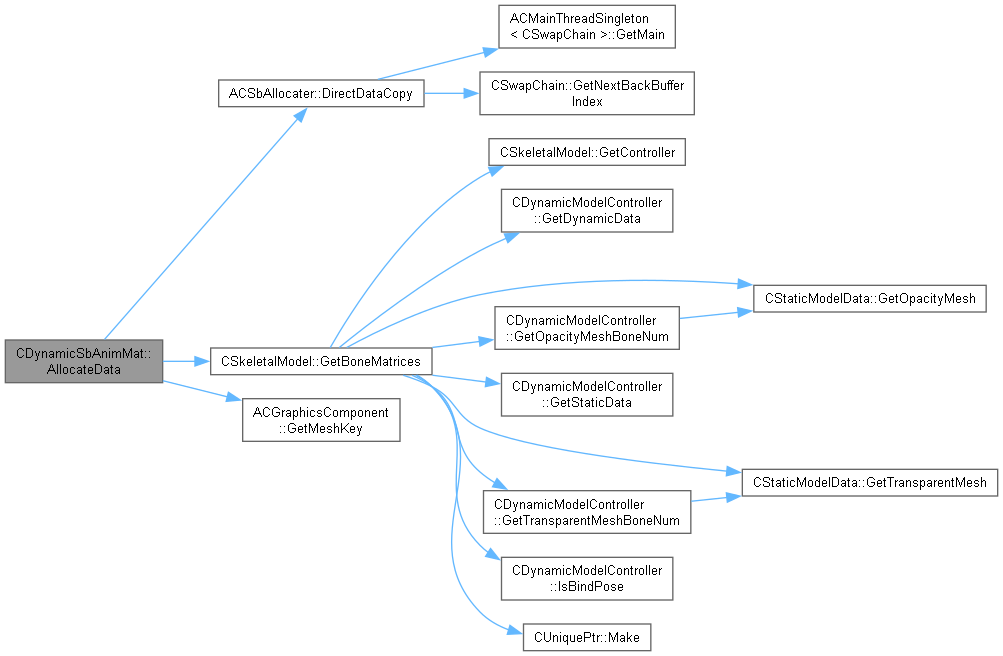 ACMainThreadSingleton
< CSwapChain >::GetMain
ACSbAllocater::DirectDataCopy
CSwapChain::GetNextBackBuffer
Index
CSkeletalModel::GetController
CDynamicModelController
::GetDynamicData
CStaticModelData::GetOpacityMesh
CDynamicModelController
::GetOpacityMeshBoneNum
CDynamicSbAnimMat::
AllocateData
CSkeletalModel::GetBoneMatrices
CDynamicModelController
::GetStaticData
ACGraphicsComponent
::GetMeshKey
CStaticModelData::GetTransparentMesh
CDynamicModelController
::GetTransparentMeshBoneNum
CDynamicModelController
::IsBindPose
CUniquePtr::Make